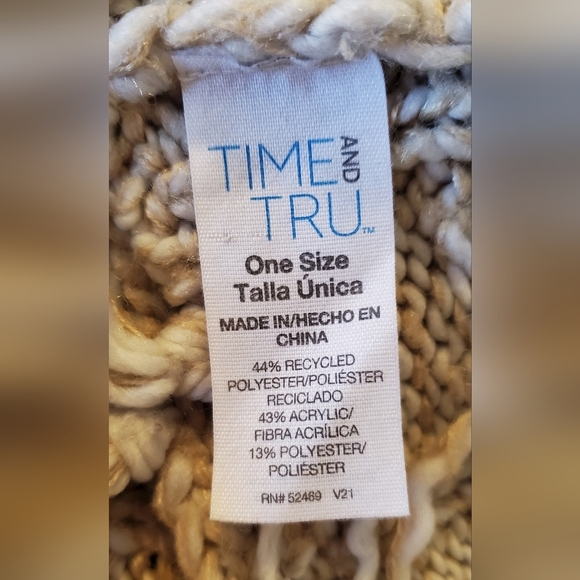 TIME AND
TRU™
One Size
Talla Única
MADE IN/HECHO EN
CHINA
44% RECYCLED
POLYESTER/POLIÉSTER
RECICLADO
43% ACRYLIC/
FIBRA ACRÍLICA
13% POLYESTER/
POLIÉSTER
RN# 52469 V21